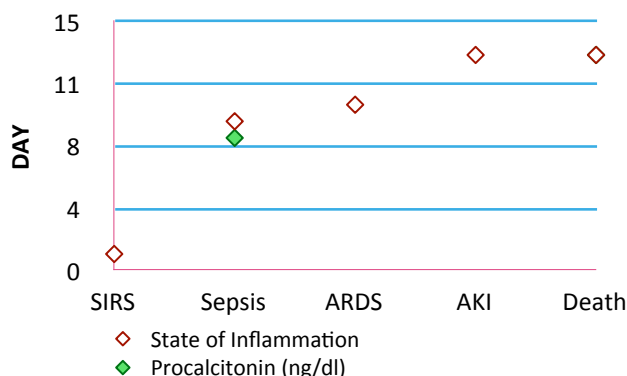 15
11
8
4
0
DAY
SIRS Sepsis ARDS AKI Death
State of Inflammation
Procalcitonin (ng/dl)